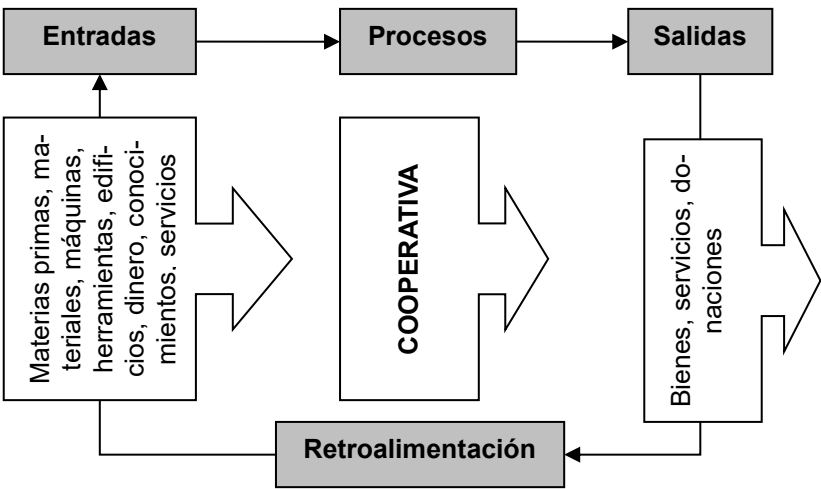 Entradas
Procesos
Salidas
Materias primas, ma-
teriales, máquinas,
herramientas, edifi-
cios, dinero, conoci-
mientos. servicios
COOPERATIVA
Bienes, servicios, do-
naciones
Retroalimentación